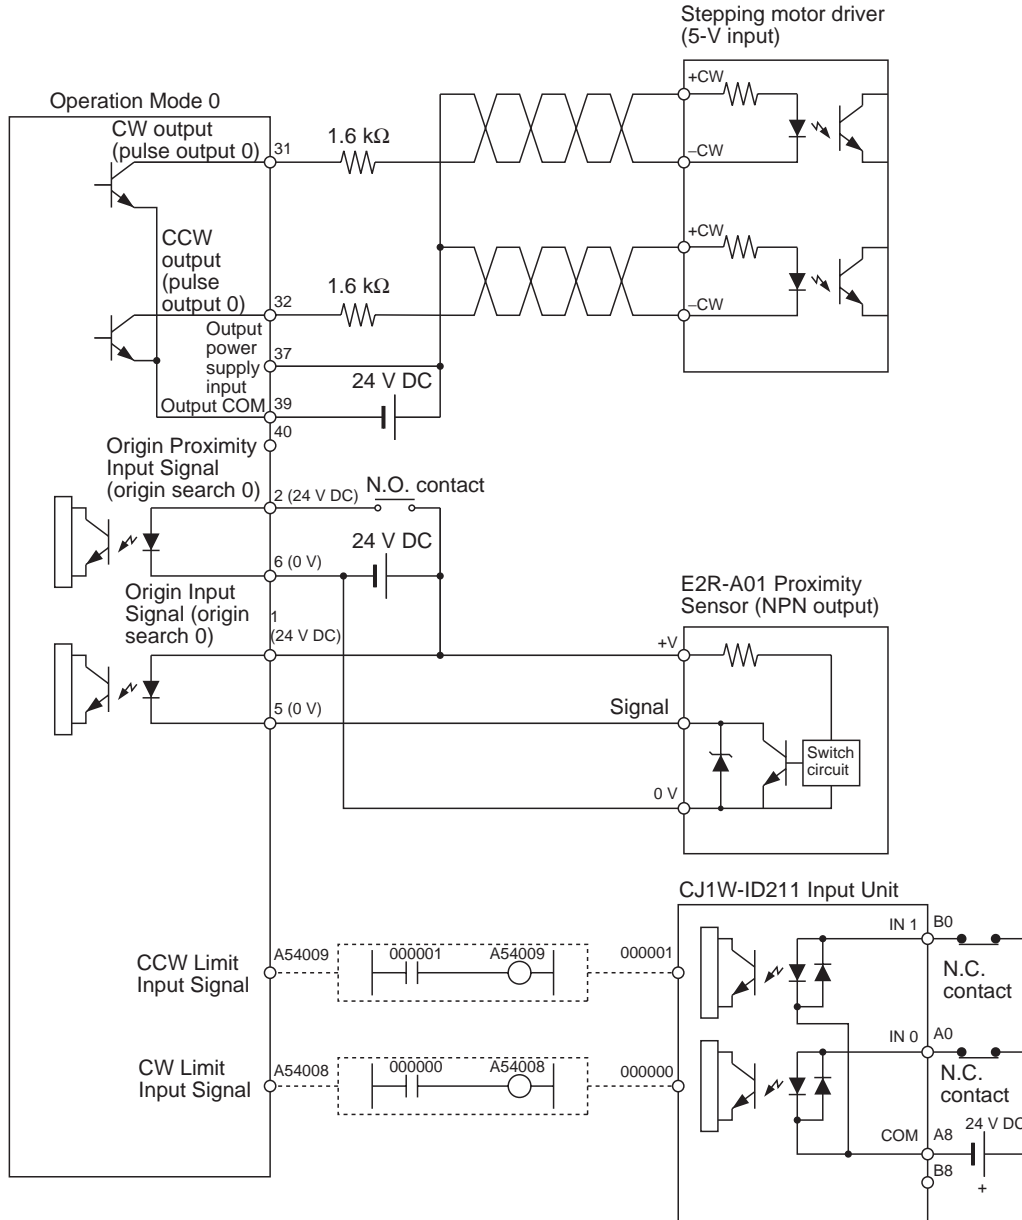 Stepping motor driver
(5-V input)
Operation Mode 0
CW output
(pulse output 0)
31
1.6 kΩ
+CW
–CW
CCW
output
(pulse
output 0)
32
1.6 kΩ
+CW
–CW
Output
power
supply
input
37
24 V DC
Output COM
39
40
Origin Proximity
Input Signal
(origin search 0)
2 (24 V DC)
N.O. contact
24 V DC
6 (0 V)
Origin Input
Signal (origin
search 0)
1
(24 V DC)
5 (0 V)
E2R-A01 Proximity
Sensor (NPN output)
+V
Signal
Switch
circuit
0 V
CJ1W-ID211 Input Unit
IN 1
B0
CCW Limit
Input Signal
A54009
000001
A54009
000001
N.C.
contact
IN 0
A0
CW Limit
Input Signal
A54008
000000
A54008
000000
N.C.
contact
COM
A8
24 V DC
B8
+